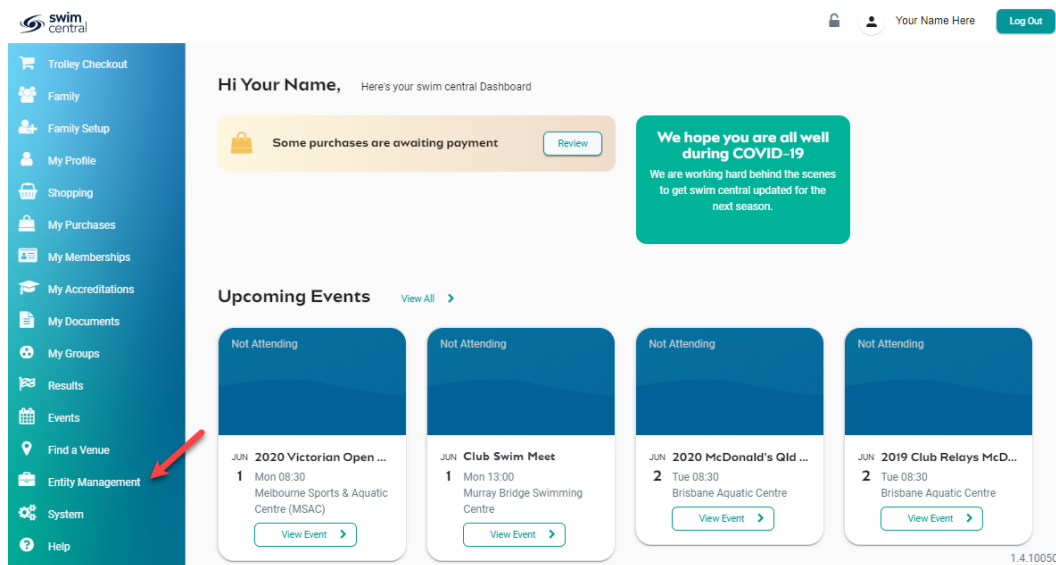 swim
central
Your Name Here
Log Out
Trolley Checkout
Family
Family Setup
My Profile
Shopping
My Purchases
My Memberships
My Accreditations
My Documents
My Groups
Results
Events
Find a Venue
Entity Management
System
Help
Hi Your Name,
Here's your swim central Dashboard
Some purchases are awaiting payment
Review
We hope you are all well
during COVID-19
We are working hard behind the scenes
to get swim central updated for the
next season.
Upcoming Events
View All
Not Attending
JUN 2020 Victorian Open ...
1 Mon 08:30
Melbourne Sports & Aquatic
Centre (MSAC)
View Event
Not Attending
JUN Club Swim Meet
1 Mon 13:00
Murray Bridge Swimming
Centre
View Event
Not Attending
JUN 2020 McDonald's Qld ...
2 Tue 08:30
Brisbane Aquatic Centre
View Event
Not Attending
JUN 2019 Club Relays McD...
2 Tue 08:30
Brisbane Aquatic Centre
View Event
1.4.10050